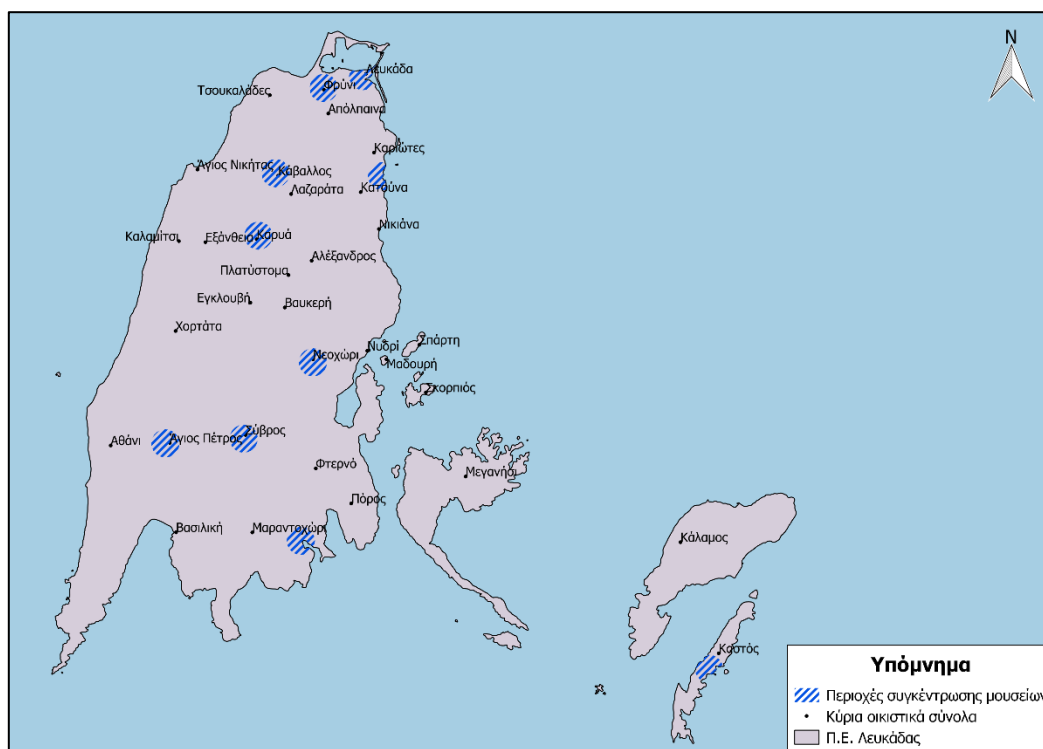 N
Λευκάδα
Φρύνι
Τσουκαλάδες
Απόλπαινα
Καριώτες
Άγιος Νικήτας
Κάβαλλος
Λαζαράτα
Κατούνα
Νικιάνα
Καλαμίτσι
Εξάνθεια
Καρυά
Αλέξανδρος
Πλατύστομα
Εγκλουβή
Βαυκερή
Χορτάτα
Νεοχώρι
Νυδρί
Σπάρτη
Μαδουρή
Σκορπιός
Αθάνι
Άγιος Πέτρος
Σύβρος
Φτερνό
Μεγανήσι
Πόρος
Βασιλική
Μαραντοχώρι
Κάλαμος
Καστός
Υπόμνημα
Περιοχές συγκέντρωσης μουσείων
Κύρια οικιστικά σύνολα
Π.Ε. Λευκάδας